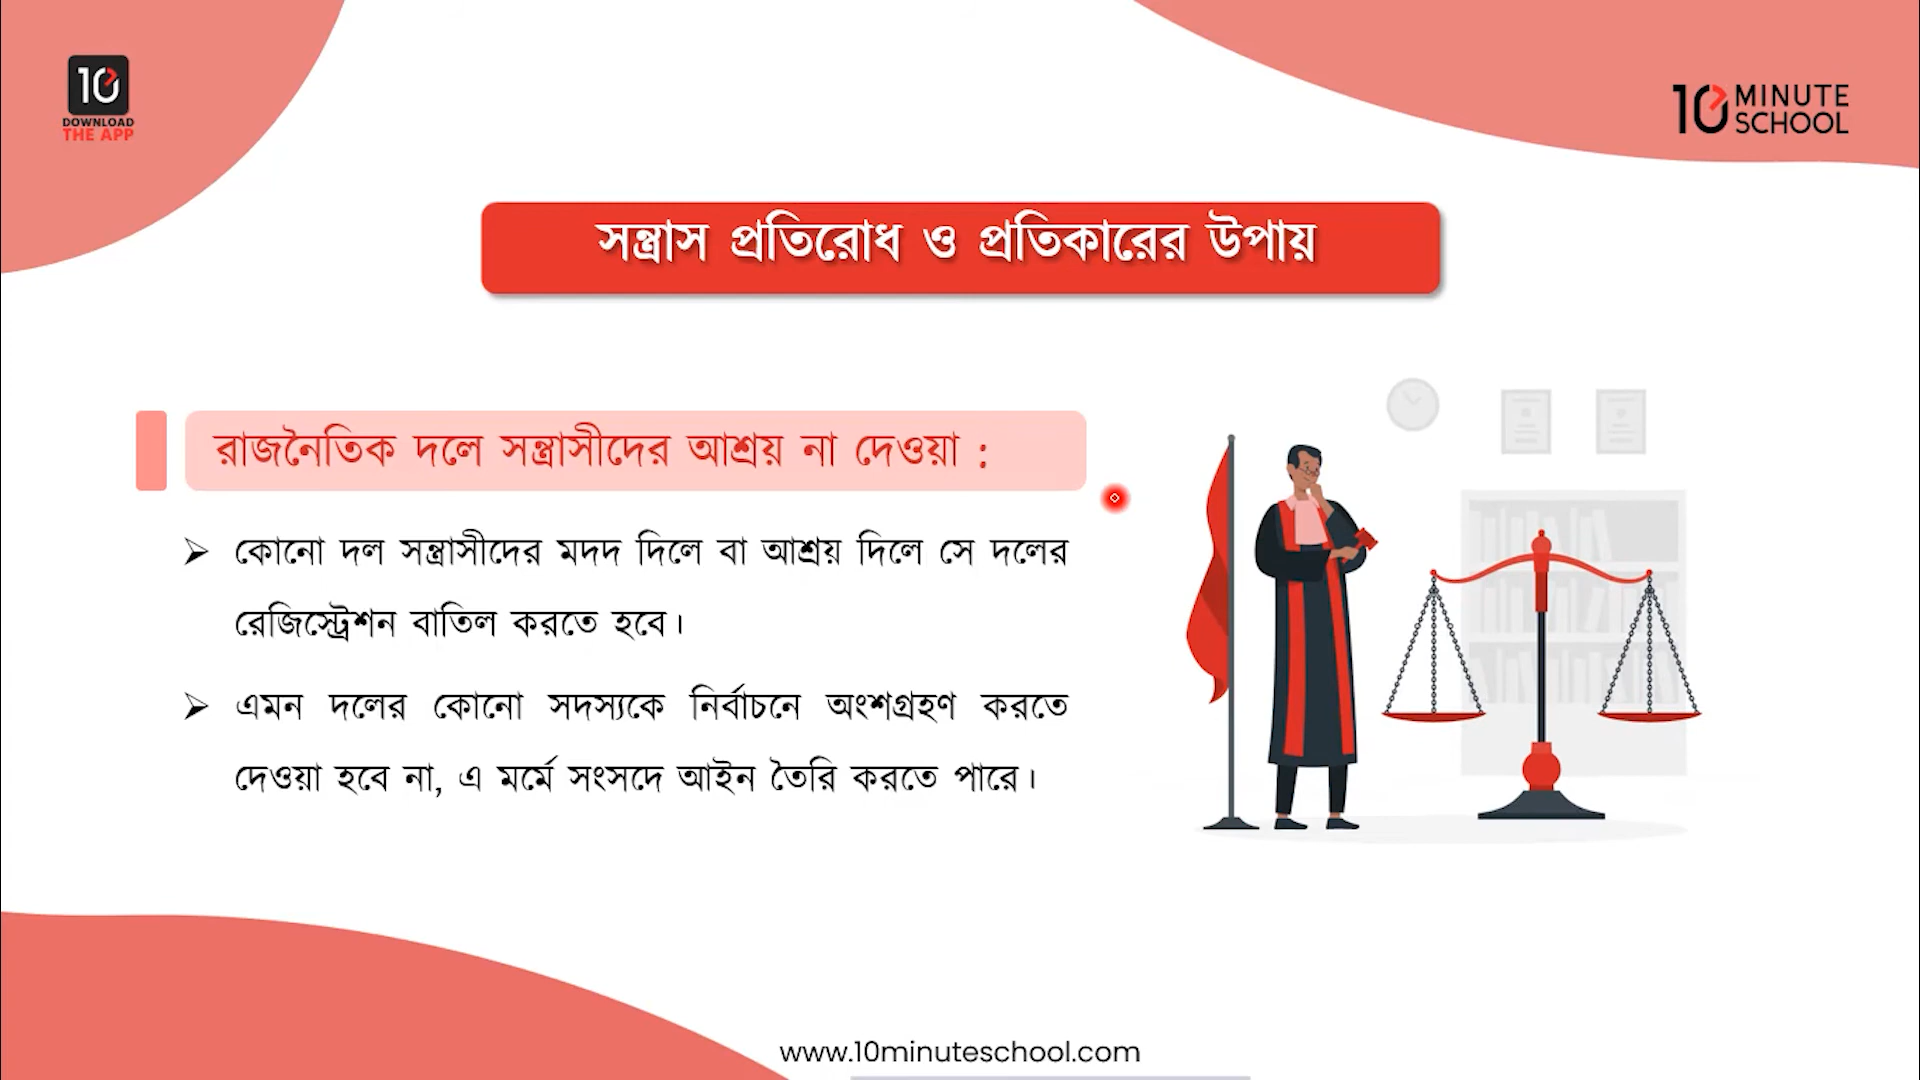 10
DOWNLOAD
THE APP
10 MINUTE
SCHOOL
সন্ত্রাস প্রতিরোধ ও প্রতিকারের উপায়
রাজনৈতিক দলে সন্ত্রাসীদের আশ্রয় না দেওয়া :
➢ কোনো দল সন্ত্রাসীদের মদদ দিলে বা আশ্রয় দিলে সে দলের
রেজিস্ট্রেশন বাতিল করতে হবে।
➢ এমন দলের কোনো সদস্যকে নির্বাচনে অংশগ্রহণ করতে
দেওয়া হবে না, এ মর্মে সংসদে আইন তৈরি করতে পারে।
www.10minuteschool.com